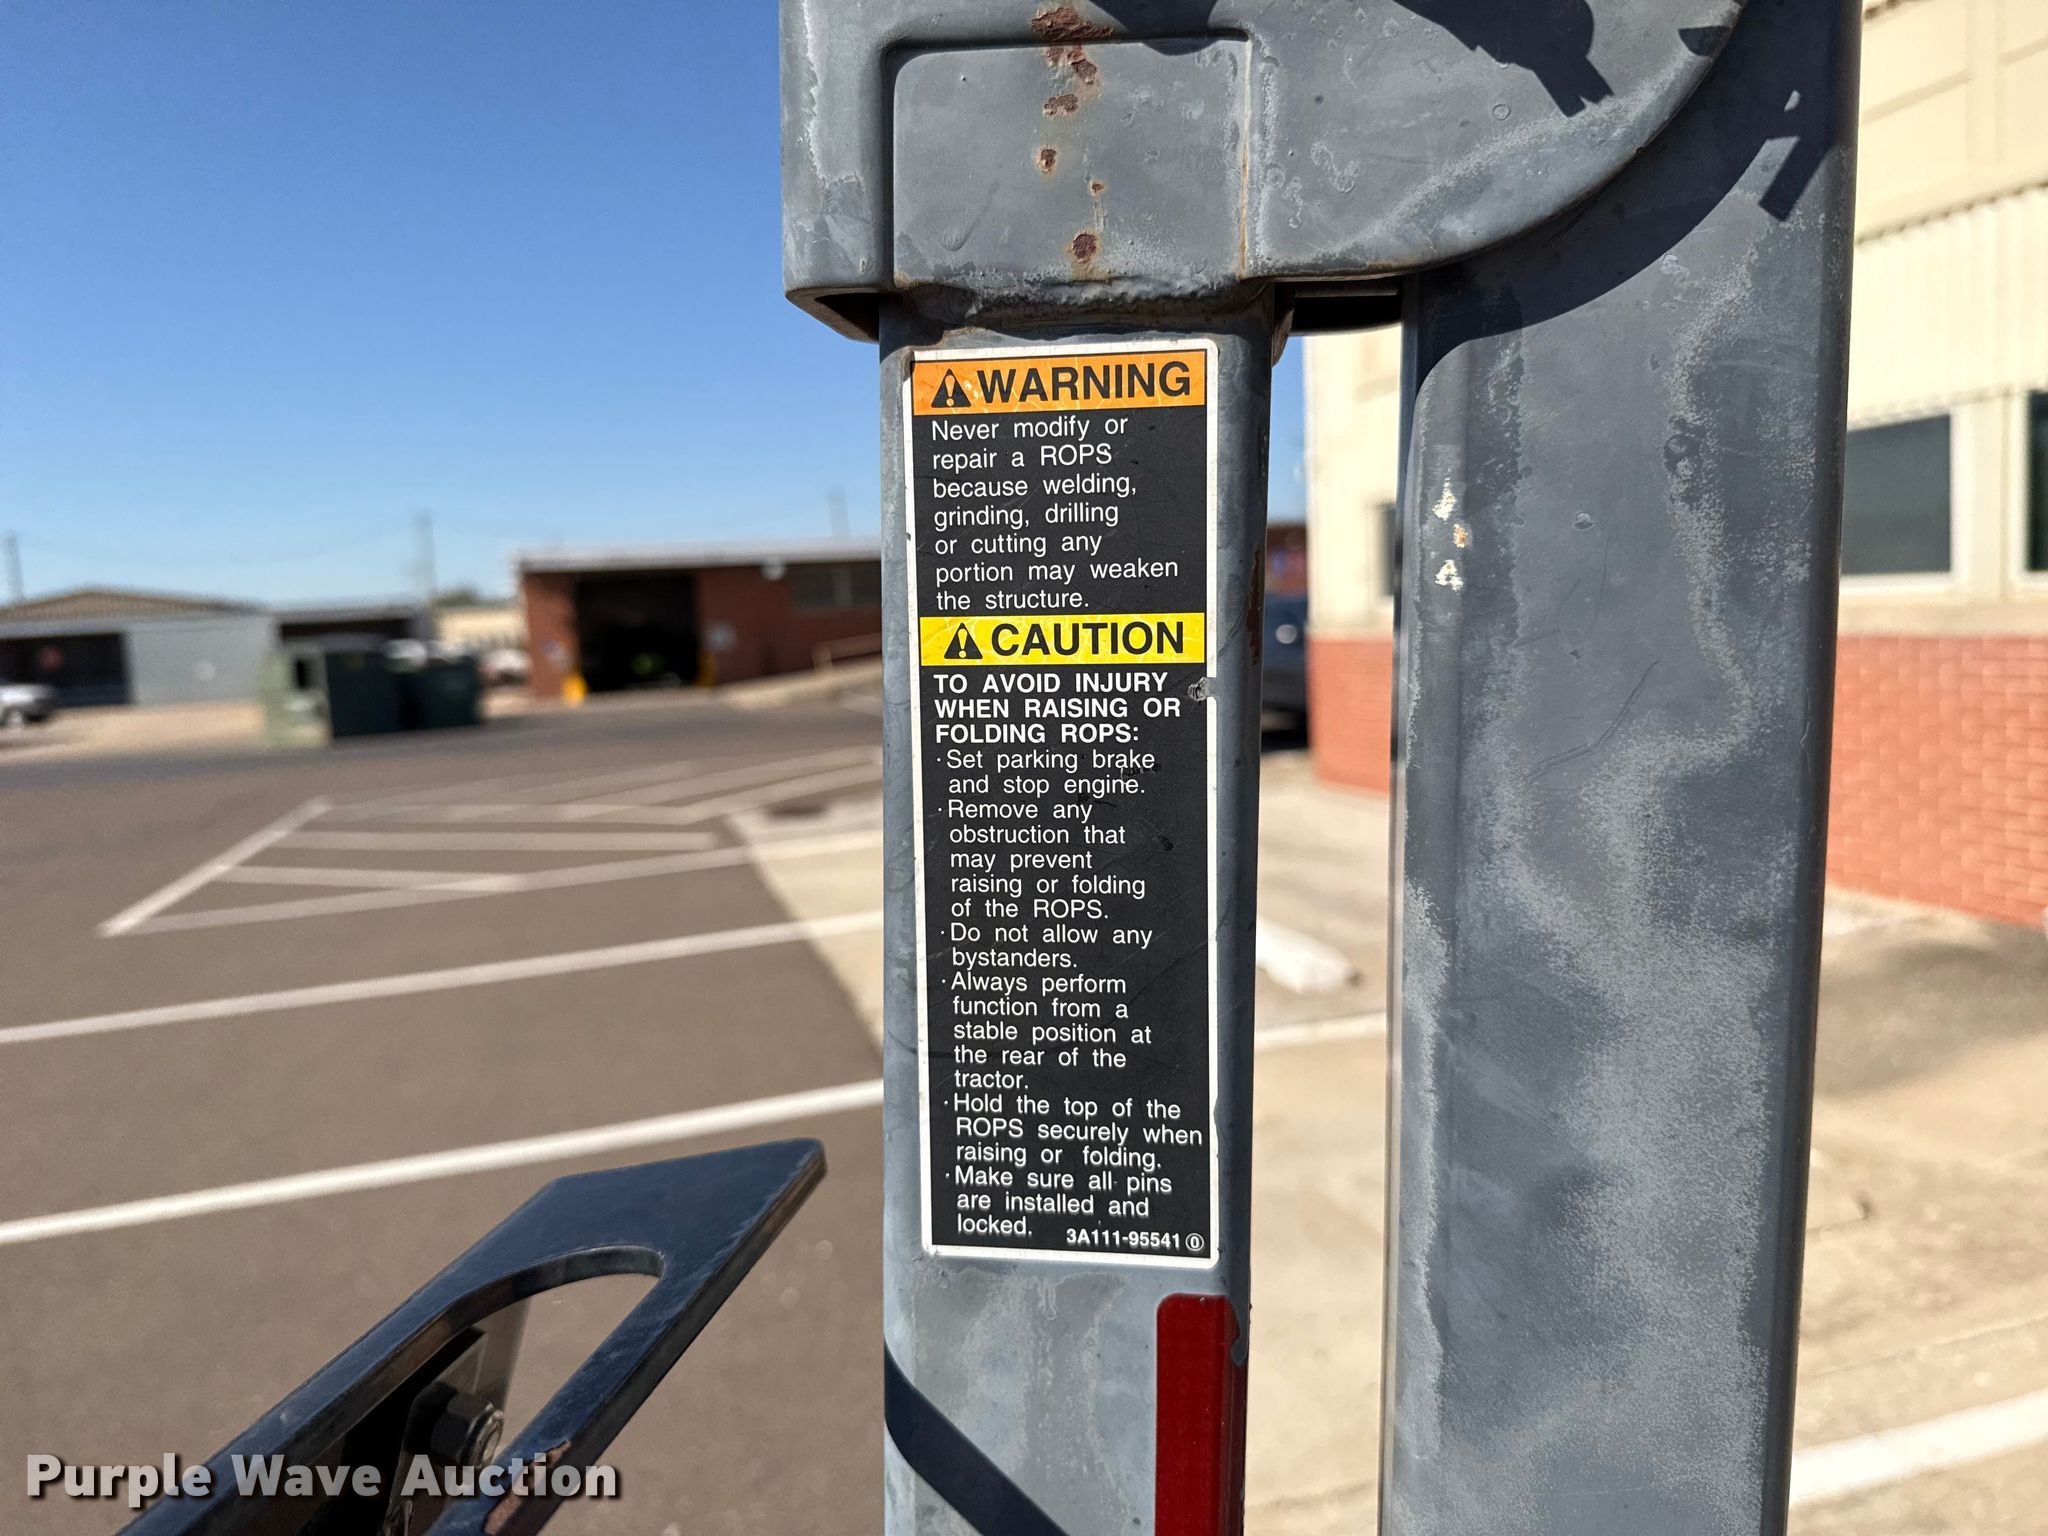 WARNING
Never modify or
repair a ROPS
because welding,
grinding, drilling
or cutting any
portion may weaken
the structure.
CAUTION
TO AVOID INJURY
WHEN RAISING OR
FOLDING ROPS:
·Set parking brake
and stop engine.
·Remove any
obstruction that
may prevent
raising or folding
of the ROPS.
·Do not allow any
bystanders.
·Always perform
function from a
stable position at
the rear of the
tractor.
·Hold the top of the
ROPS securely when
raising or folding.
·Make sure all pins
are installed and
locked.
3A111-95541 ⓪
Purple Wave Auction